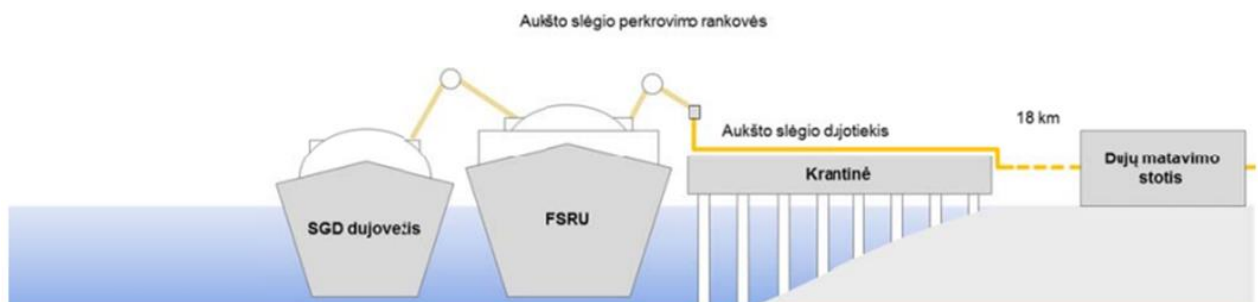 Aukšto slėgio perkrovimo rankovės
18 km
Aukšto slėgio dujotiekis
Dujų matavimo
stotis
Krantinė
SGD dujovežis
FSRU